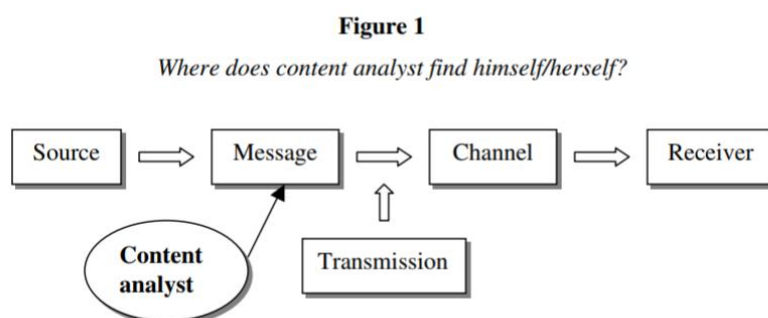 Figure 1
Where does content analyst find himself/herself?
Source
Message
Channel
Receiver
Content
analyst
Transmission